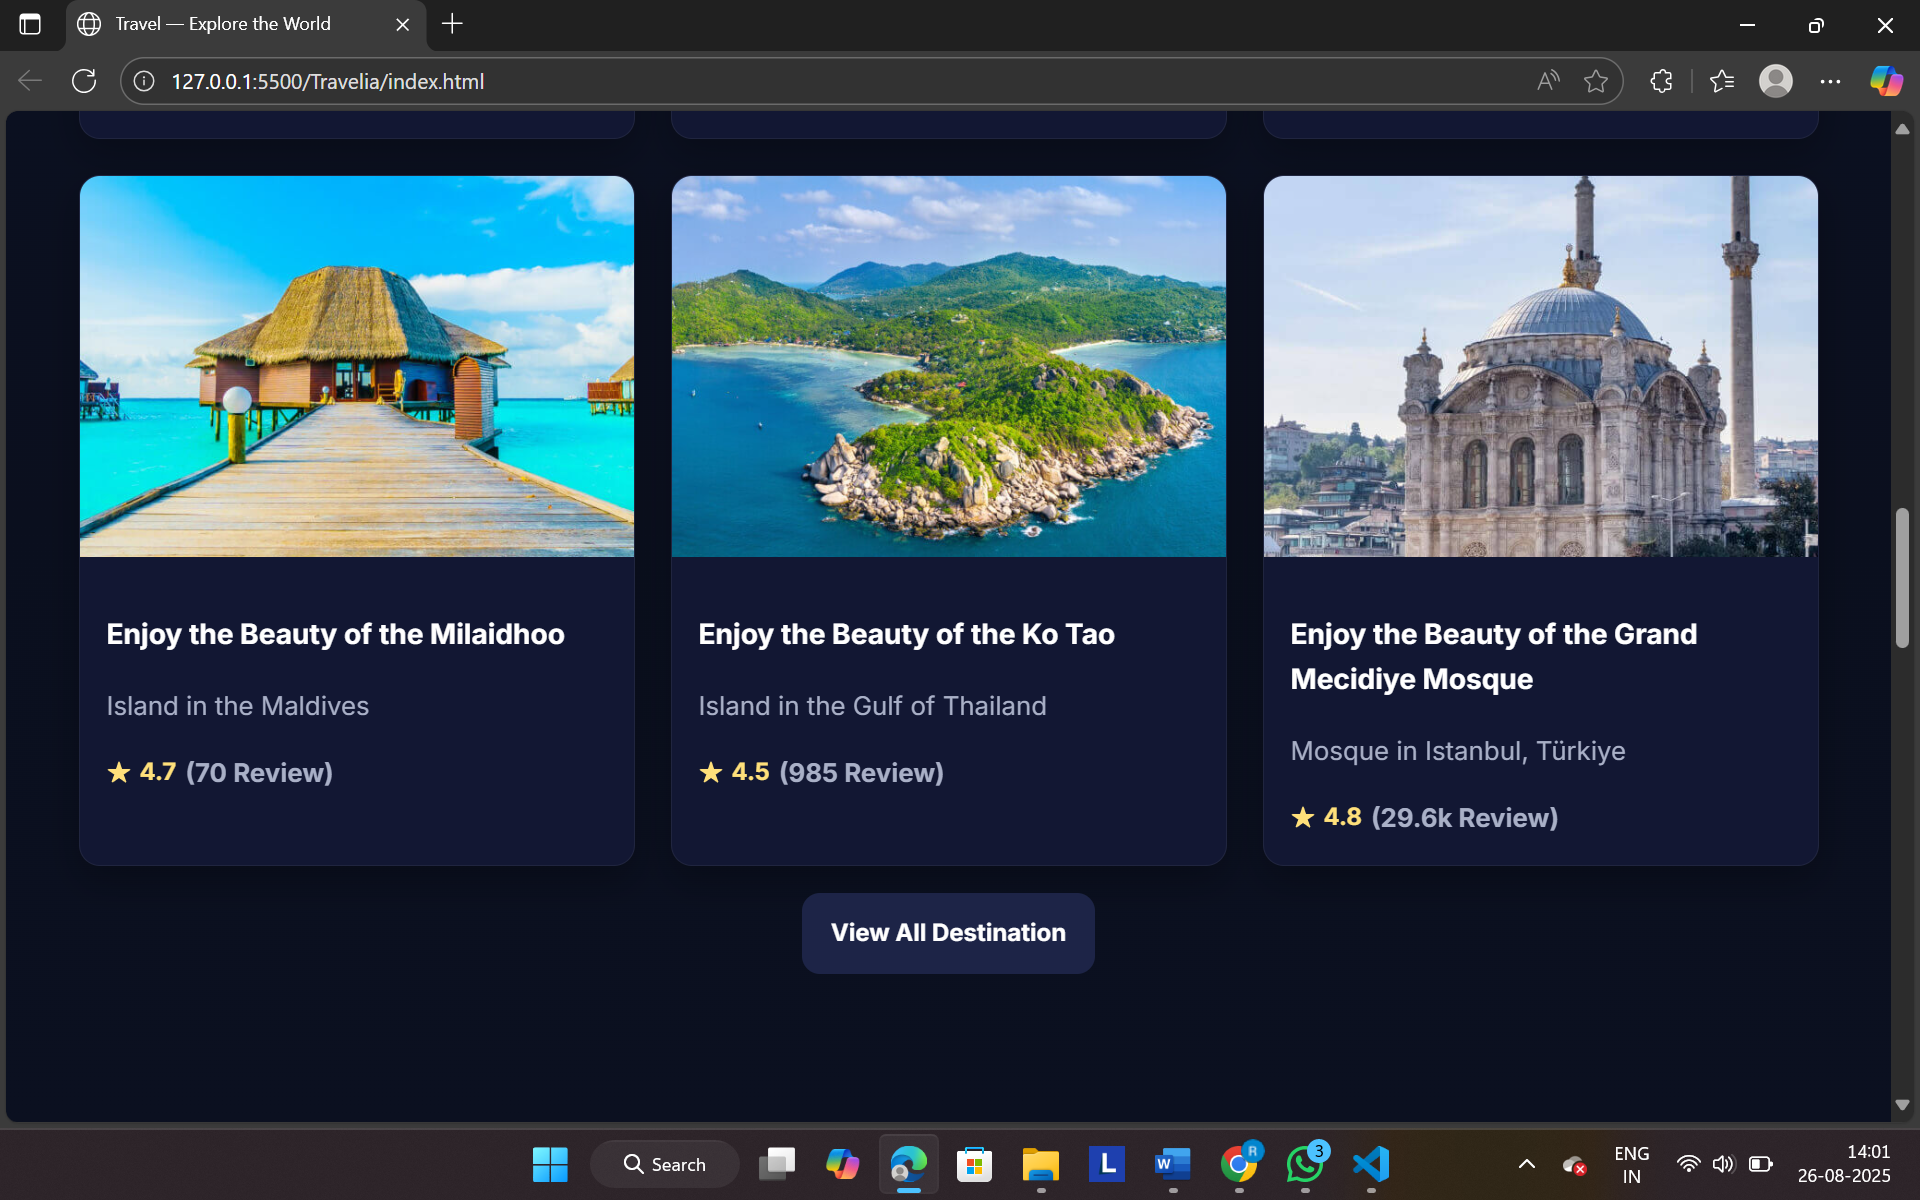 Travel — Explore the World
127.0.0.1:5500/Travelia/index.html
Enjoy the Beauty of the Milaidhoo
Island in the Maldives
★ 4.7 (70 Review)
Enjoy the Beauty of the Ko Tao
Island in the Gulf of Thailand
★ 4.5 (985 Review)
Enjoy the Beauty of the Grand
Mecidiye Mosque
Mosque in Istanbul, Türkiye
★ 4.8 (29.6k Review)
View All Destination
Search
L
W
R
3
ENG
IN
14:01
26-08-2025